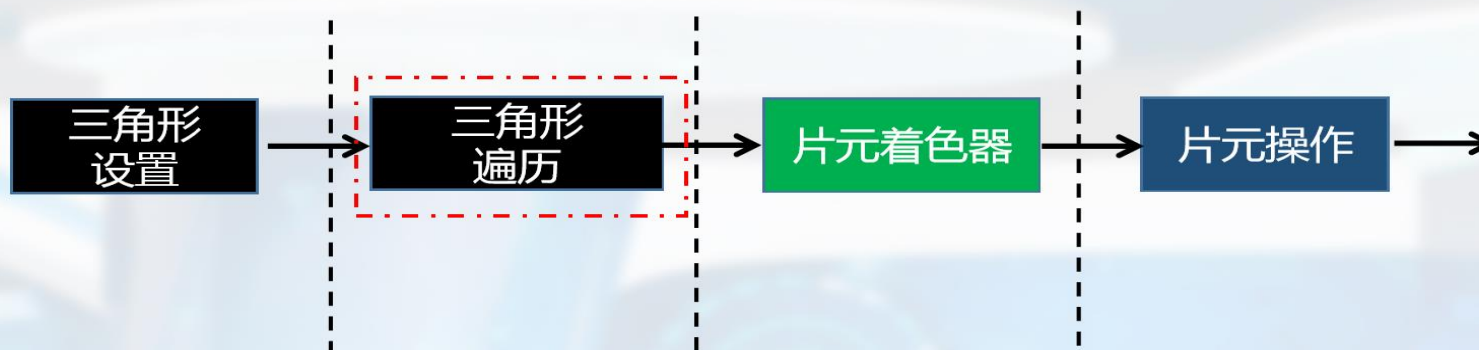 三角形
设置
三角形
遍历
片元着色器
片元操作